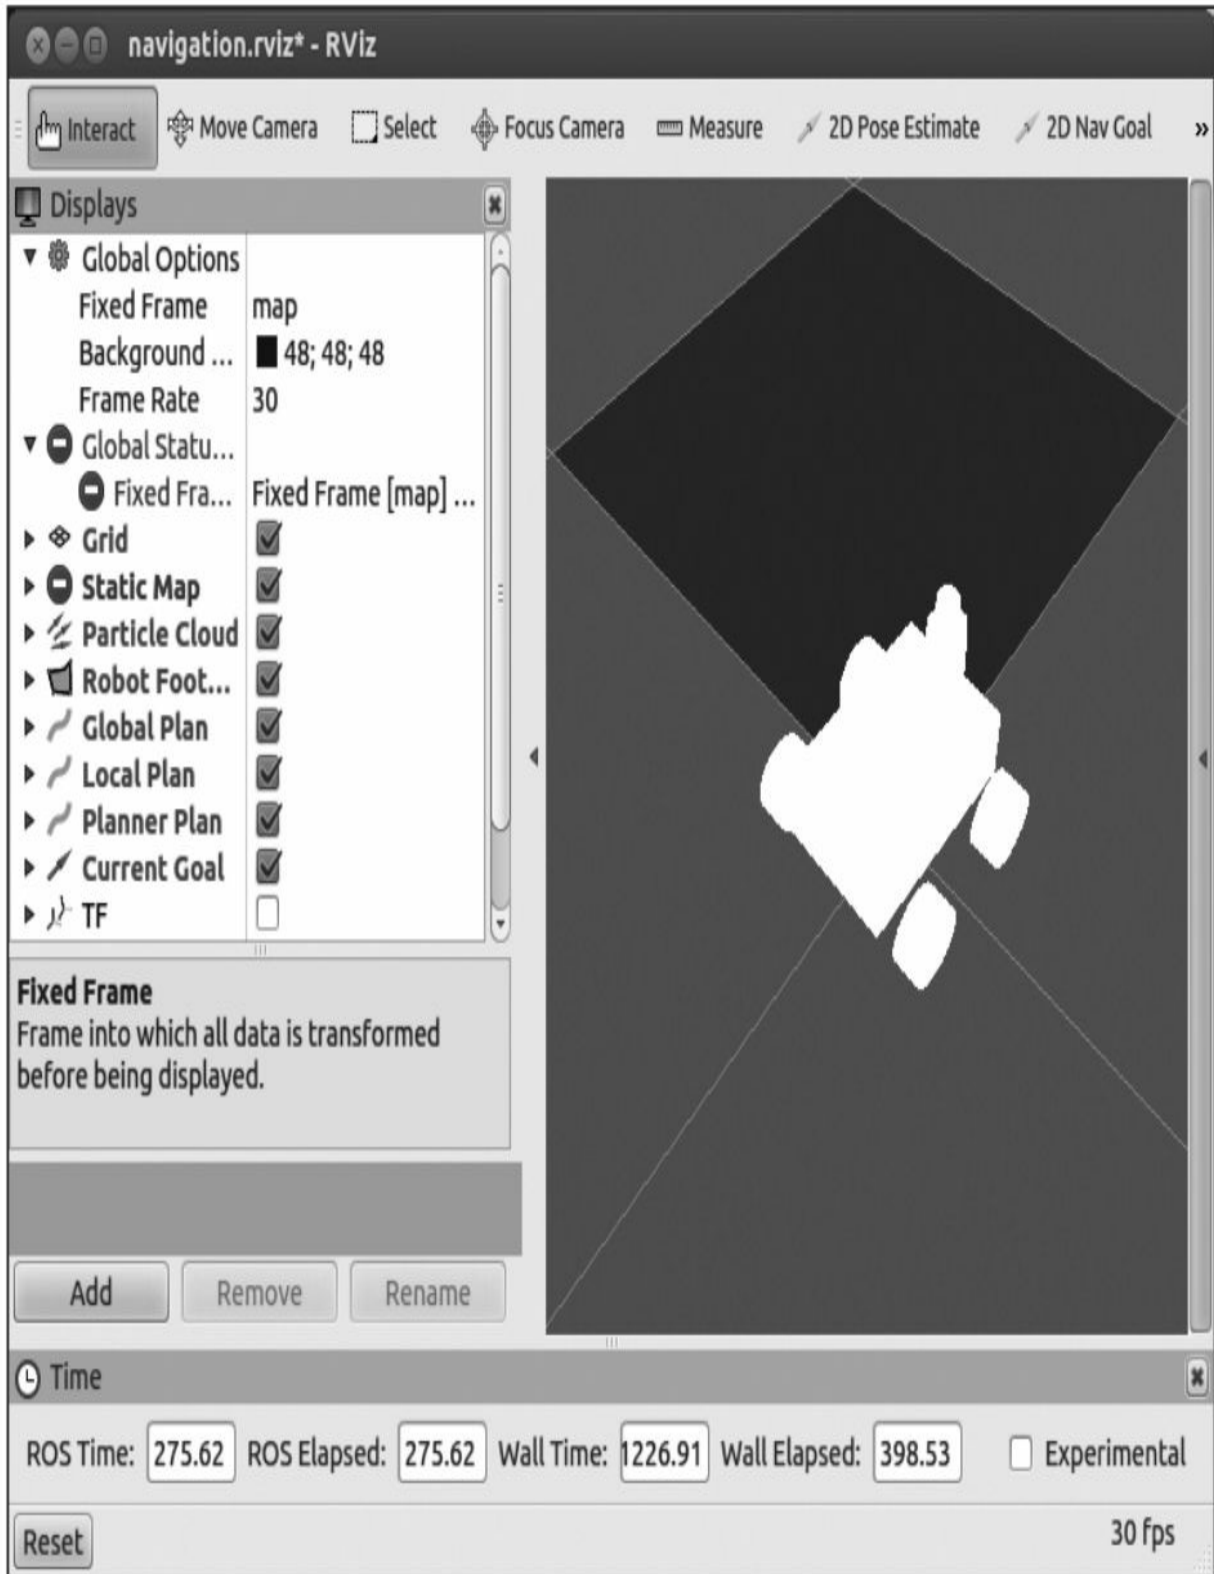 navigation.rviz* - RViz
Interact Move Camera Select Focus Camera Measure 2D Pose Estimate 2D Nav Goal »
Displays
Global Options
Fixed Frame map
Background ... 48; 48; 48
Frame Rate 30
Global Statu...
Fixed Fra... Fixed Frame [map] ...
Grid
Static Map
Particle Cloud
Robot Foot...
Global Plan
Local Plan
Planner Plan
Current Goal
TF
Fixed Frame
Frame into which all data is transformed
before being displayed.
Add Remove Rename
Time
ROS Time: 275.62 ROS Elapsed: 275.62 Wall Time: 1226.91 Wall Elapsed: 398.53 Experimental
Reset 30 fps